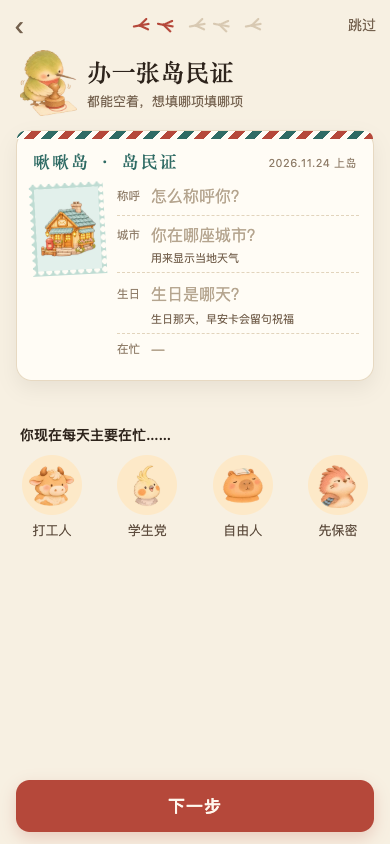 跳过
办一张岛民证
都能空着，想填哪项填哪项
啾啾岛 · 岛民证
2026.11.24 上岛
称呼 怎么称呼你?
城市 你在哪座城市?
用来显示当地天气
生日 生日是哪天?
生日那天，早安卡会留句祝福
在忙 —
你现在每天主要在忙……
打工人 学生党 自由人 先保密
下一步